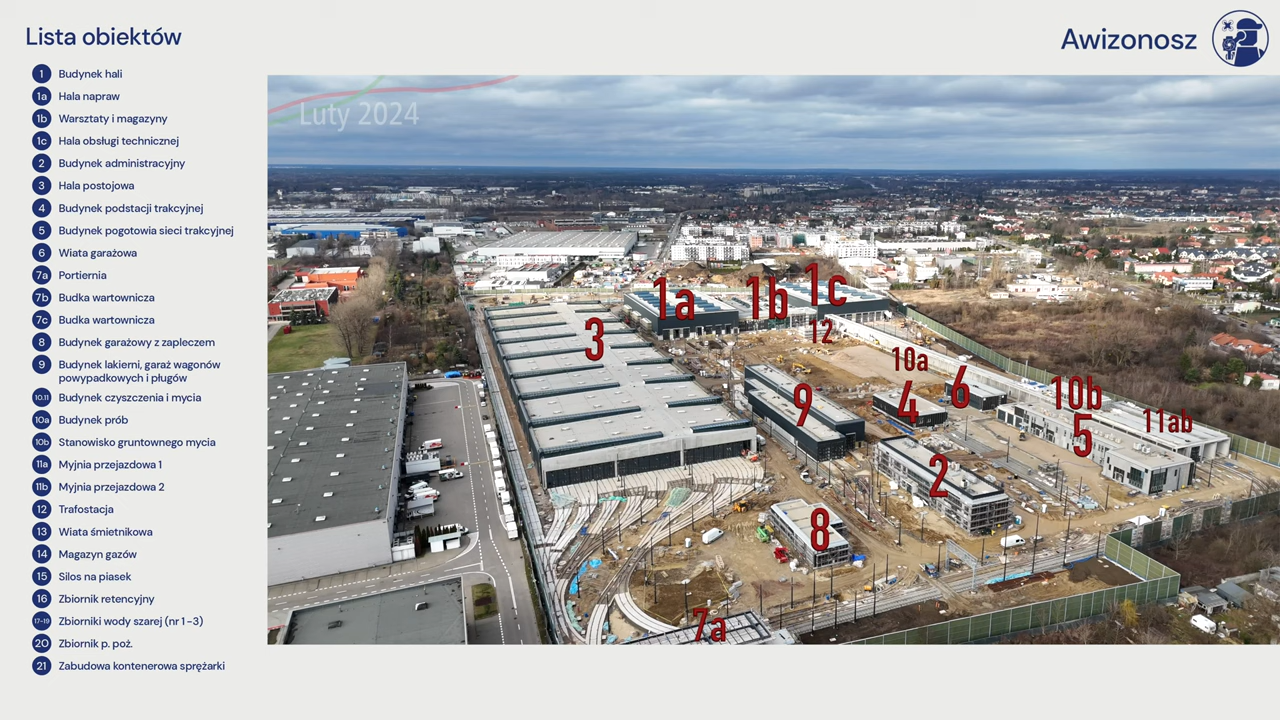 Lista obiektów
Awizonosz
1 Budynek hali
1a Hala napraw
1b Warsztaty i magazyny
1c Hala obsługi technicznej
2 Budynek administracyjny
3 Hala postojowa
4 Budynek podstacji trakcyjnej
5 Budynek pogotowia sieci trakcyjnej
6 Wiata garażowa
7a Portiernia
7b Budka wartownicza
7c Budka wartownicza
8 Budynek garażowy z zapleczem
9 Budynek lakierni, garaż wagonów
powypadkowych i pługów
10.11 Budynek czyszczenia i mycia
10a Budynek prób
10b Stanowisko gruntownego mycia
11a Myjnia przejazdowa 1
11b Myjnia przejazdowa 2
12 Trafostacja
13 Wiata śmietnikowa
14 Magazyn gazów
15 Silos na piasek
16 Zbiornik retencyjny
17-19 Zbiorniki wody szarej (nr 1-3)
20 Zbiornik p. poż.
21 Zabudowa kontenerowa sprężarki
Luty 2024
1a
1b
1c
3
12
10a
9
4
6
10b
5
11ab
2
8
7a